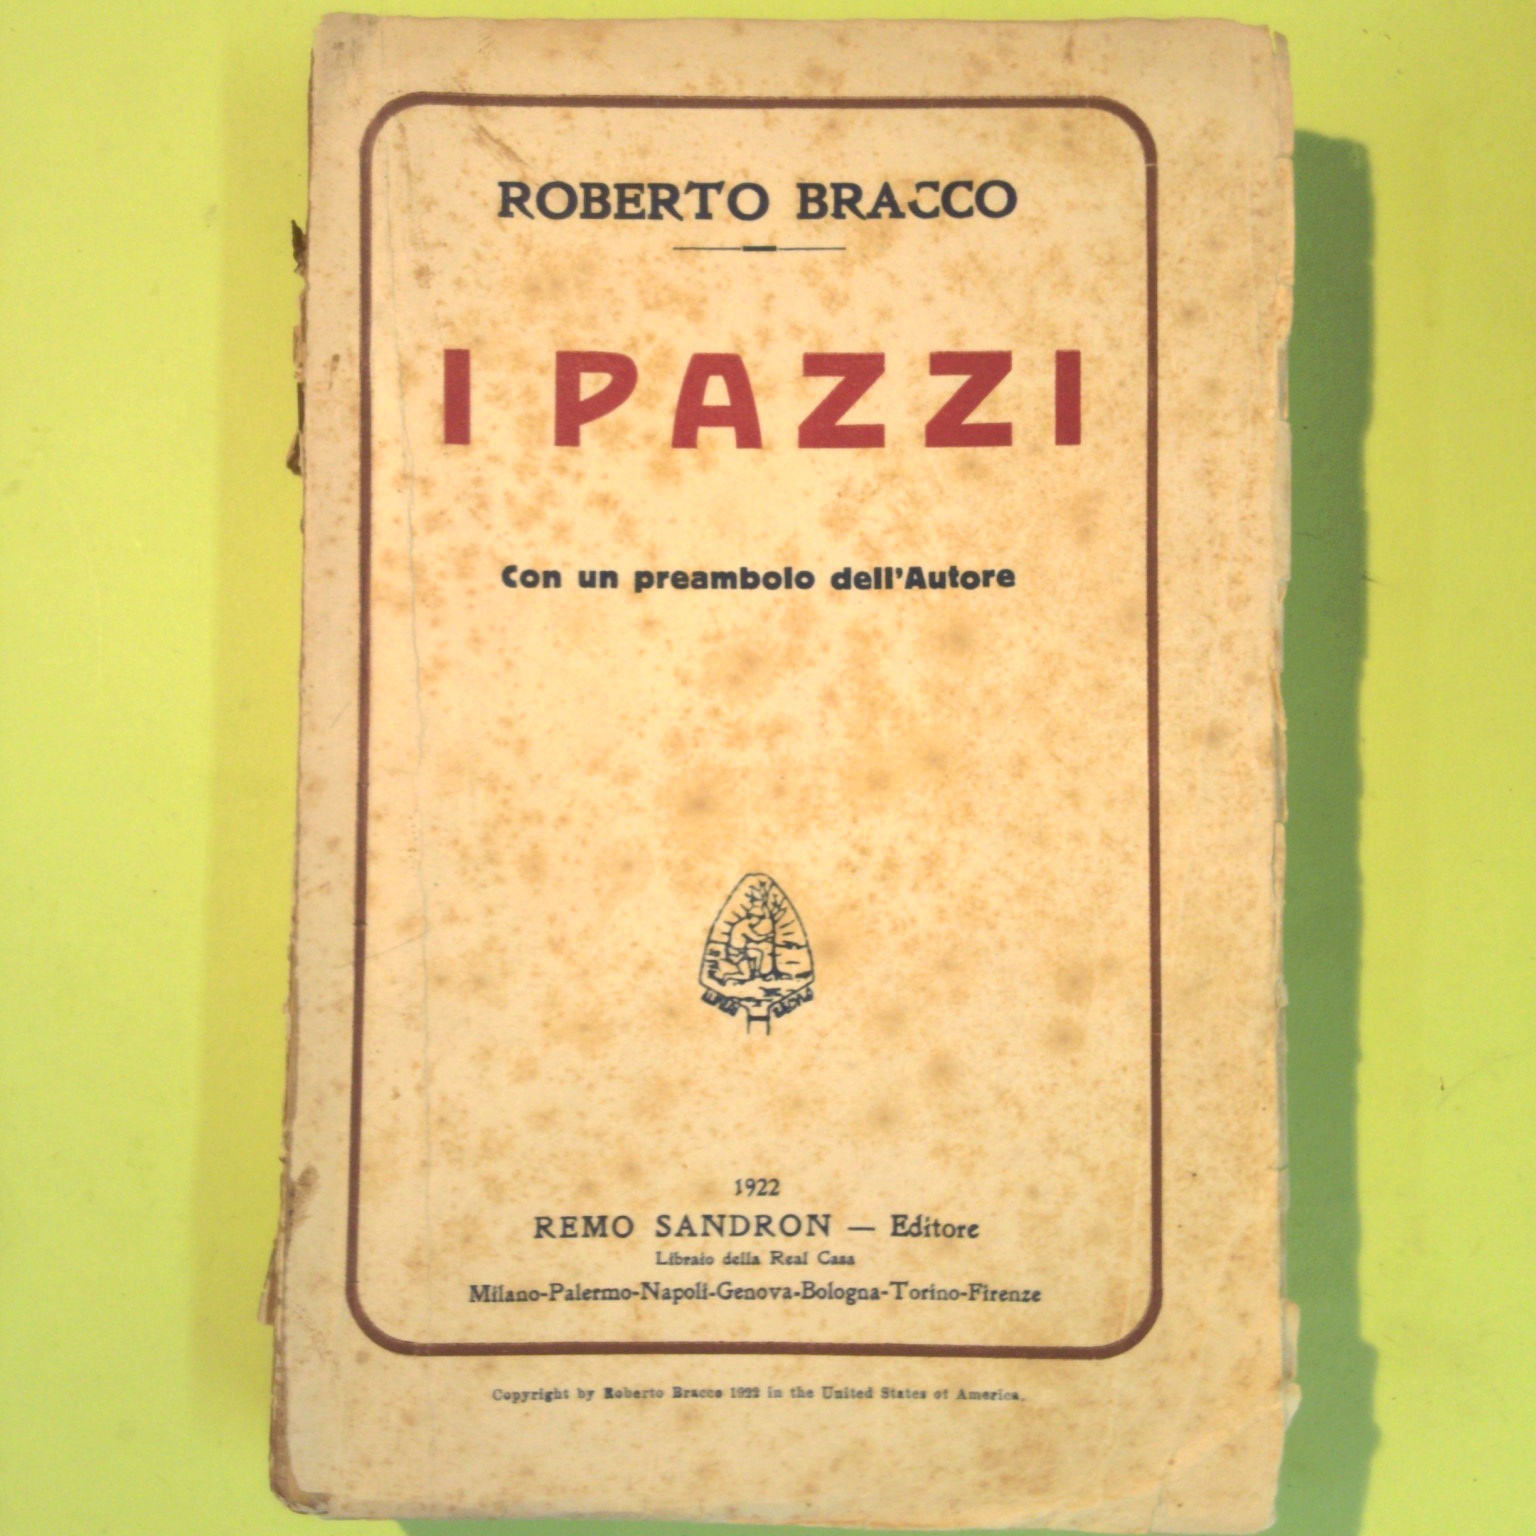 ROBERTO BRACCO
I PAZZI
Con un preambolo dell'Autore
1922
REMO SANDRON — Editore
Libraio della Real Casa
Milano-Palermo-Napoli-Genova-Bologna-Torino-Firenze
Copyright by Roberto Bracco 1922 in the United States of America.